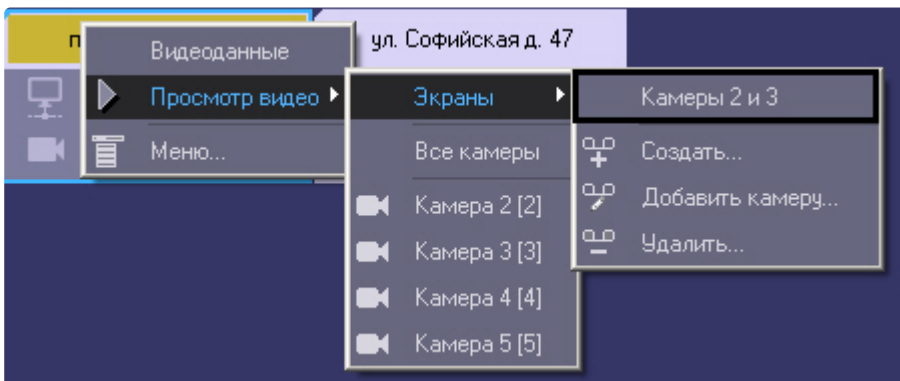 ул. Софийская д. 47
Видеоданные
Просмотр видео
Меню...
Экраны
Все камеры
Камера 2 [2]
Камера 3 [3]
Камера 4 [4]
Камера 5 [5]
Камеры 2 и 3
Создать...
Добавить камеру...
Удалить...